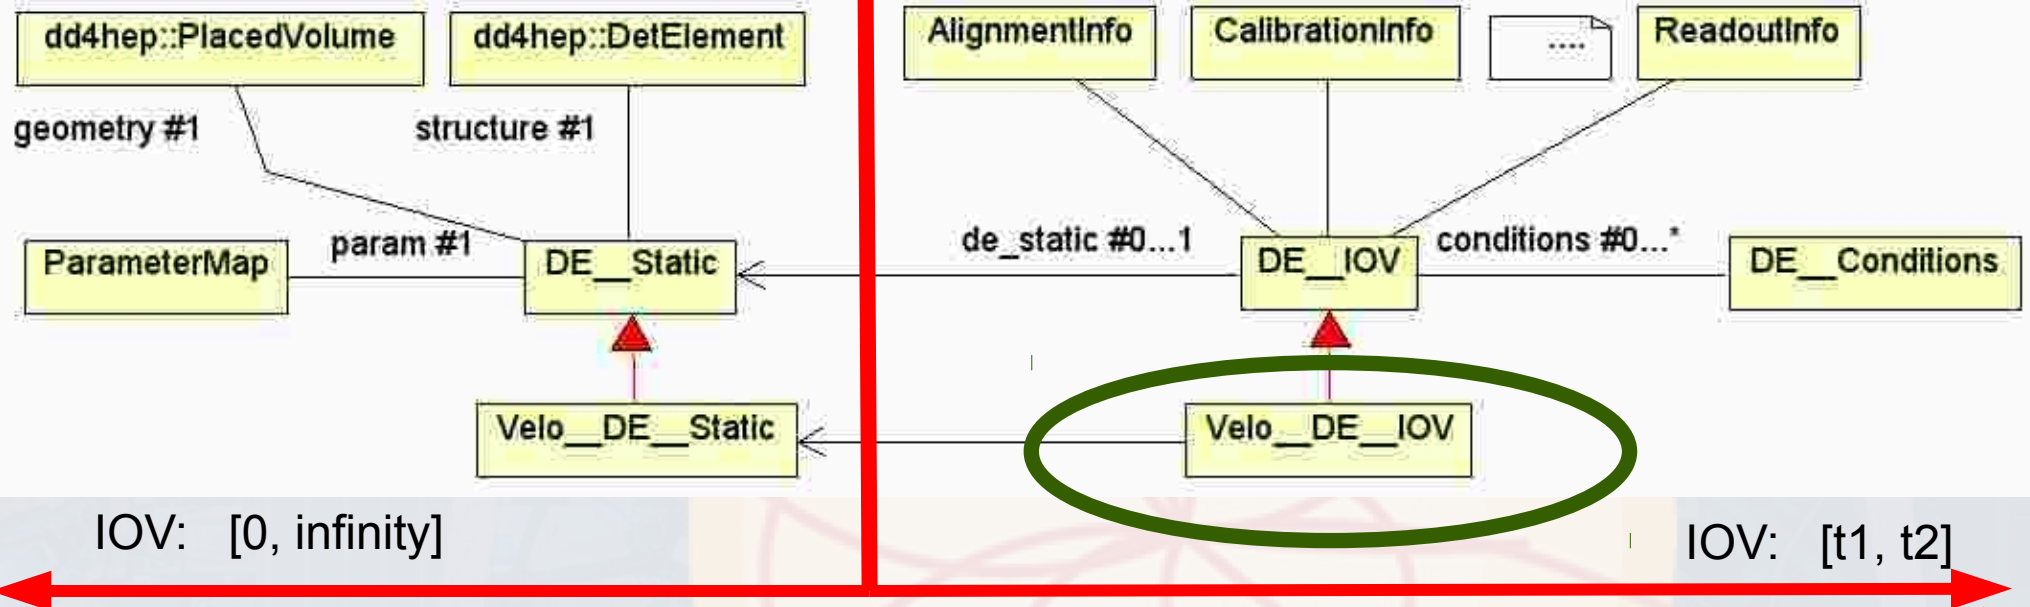 dd4hep::PlacedVolume
dd4hep::DetElement
AlignmentInfo
CalibrationInfo
....
ReadoutInfo
geometry #1
structure #1
param #1
de_static #0...1
conditions #0...*
ParameterMap
DE__Static
DE__IOV
DE__Conditions
Velo__DE__Static
Velo__DE__IOV
IOV: [0, infinity]
IOV: [t1, t2]